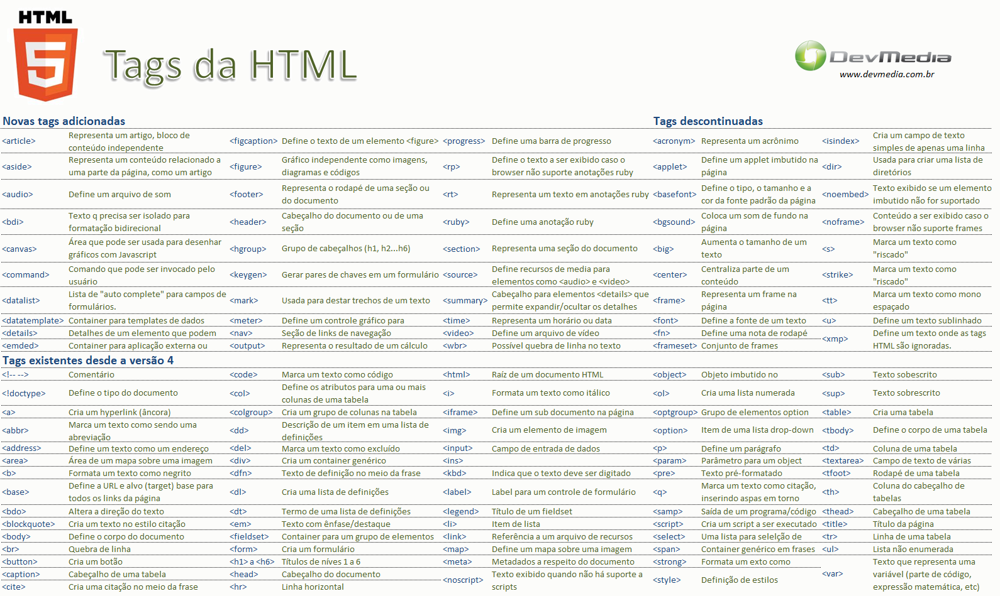 HTML
5
Tags da HTML
DevMedia
www.devmedia.com.br
Novas tags adicionadas
<article> Representa um artigo, bloco de
conteúdo independente
<figcaption> Define o texto de um elemento <figure>
<progress> Define uma barra de progresso
<aside> Representa um conteúdo relacionado a
uma parte da página, como um artigo
<figure> Gráfico independente como imagens,
diagramas e códigos
<rp> Define o texto a ser exibido caso o
browser não suporte anotações ruby
<audio> Define um arquivo de som
<footer> Representa o rodapé de uma seção ou
do documento
<rt> Representa um texto em anotações ruby
<bdi> Texto q precisa ser isolado para
formatação bidirecional
<header> Cabeçalho do documento ou de uma
seção
<ruby> Define uma anotação ruby
<canvas> Área que pode ser usada para desenhar
gráficos com Javascript
<hgroup> Grupo de cabeçalhos (h1, h2...h6)
<section> Representa uma seção do documento
<command> Comando que pode ser invocado pelo
usuário
<keygen> Gerar pares de chaves em um formulário
<source> Define recursos de media para
elementos como <audio> e <video>
<datalist> Lista de "auto complete" para campos de
formulários.
<mark> Usada para destar trechos de um texto
<summary> Cabeçalho para elementos <details> que
permite expandir/ocultar os detalhes
<datatemplate> Container para templates de dados
<meter> Define um controle gráfico para
<time> Representa um horário ou data
<details> Detalhes de um elemento que podem
<nav> Seção de links de navegação
<video> Define um arquivo de vídeo
<emded> Container para aplicação externa ou
<output> Representa o resultado de um cálculo
<wbr> Possível quebra de linha no texto
Tags descontinuadas
<acronym> Representa um acrônimo
<isindex> Cria um campo de texto
simples de apenas uma linha
<applet> Define um applet imbutido na
página
<dir> Usada para criar uma lista de
diretórios
<basefont> Define o tipo, o tamanho e a
cor da fonte padrão da página
<noembed> Texto exibido se um elemento
imbutido não for suportado
<bgsound> Coloca um som de fundo na
página
<noframe> Conteúdo a ser exibido caso o
browser não suporte frames
<big> Aumenta o tamanho de um
texto
<s> Marca um texto como
"riscado"
<center> Centraliza parte de um
conteúdo
<strike> Marca um texto como
"riscado"
<frame> Representa um frame na
página
<tt> Marca um texto como mono
espaçado
<font> Define a fonte de um texto
<u> Define um texto sublinhado
<fn> Define uma nota de rodapé
<xmp> Define um texto onde as tags
HTML são ignoradas.
<frameset> Conjunto de frames
Tags existentes desde a versão 4
<!-- --> Comentário
<code> Marca um texto como código
<html> Raíz de um documento HTML
<object> Objeto imbutido no
<sub> Texto sobescrito
<!doctype> Define o tipo do documento
<col> Define os atributos para uma ou mais
colunas de uma tabela
<i> Formata um texto como itálico
<ol> Cria uma lista numerada
<sup> Texto sobrescrito
<a> Cria um hyperlink (âncora)
<colgroup> Cria um grupo de colunas na tabela
<iframe> Define um sub documento na página
<optgroup> Grupo de elementos option
<table> Cria uma tabela
<abbr> Marca um texto como sendo uma
abreviação
<dd> Descrição de um item em uma lista de
definições
<img> Cria um elemento de imagem
<option> Item de uma lista drop-down
<tbody> Define o corpo de uma tabela
<address> Define um texto como um endereço
<del> Marca um texto como excluído
<input> Campo de entrada de dados
<p> Define um parágrafo
<td> Coluna de uma tabela
<area> Área de um mapa sobre uma imagem
<div> Cria um container genérico
<ins>
<param> Parâmetro para um object
<textarea> Campo de texto de várias
<b> Formata um texto como negrito
<dfn> Texto de definição no meio da frase
<kbd> Indica que o texto deve ser digitado
<pre> Texto pré-formatado
<tfoot> Rodapé de uma tabela
<base> Define a URL e alvo (target) base para
todos os links da página
<dl> Cria uma lista de definições
<label> Label para um controle de formulário
<q> Marca um texto como citação,
inserindo aspas em torno
<th> Coluna do cabeçalho de
tabelas
<bdo> Altera a direção do texto
<dt> Termo de uma lista de definições
<legend> Título de um fieldset
<samp> Saída de um programa/código
<thead> Cabeçalho de uma tabela
<blockquote> Cria um texto no estilo citação
<em> Texto com ênfase/destaque
<li> Item de lista
<script> Cria um script a ser executado
<title> Título da página
<body> Define o corpo do documento
<fieldset> Container para um grupo de elementos
<link> Referência a um arquivo de recursos
<select> Uma lista para selelção de
<tr> Linha de uma tabela
<br> Quebra de linha
<form> Cria um formulário
<map> Define um mapa sobre uma imagem
<span> Container genérico em frases
<ul> Lista não enumerada
<button> Cria um botão
<h1> a <h6> Títulos de níves 1 a 6
<meta> Metadados a respeito do documento
<strong> Formata um exto como
<var> Texto que representa uma
variável (parte de código,
expressão matemática, etc)
<caption> Cabeçalho de uma tabela
<head> Cabeçalho do documento
<noscript> Texto exibido quando não há suporte a
scripts
<style> Definição de estilos
<cite> Cria uma citação no meio da frase
<hr> Linha horizontal